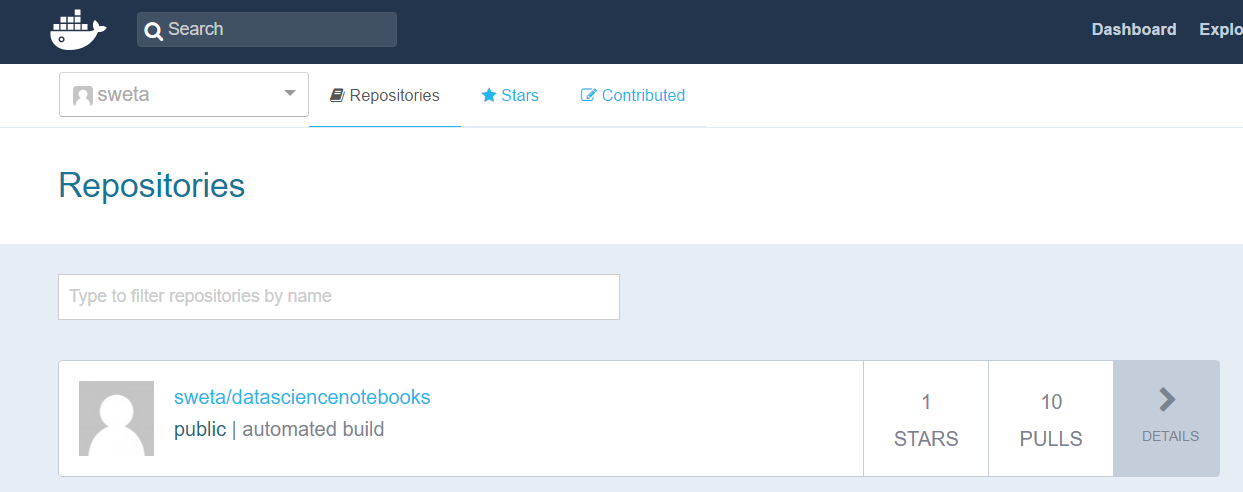 Search
Dashboard Explo
sweta
Repositories Stars Contributed
Repositories
Type to filter repositories by name
sweta/datasciencenotebooks
public | automated build
1
STARS
10
PULLS
DETAILS